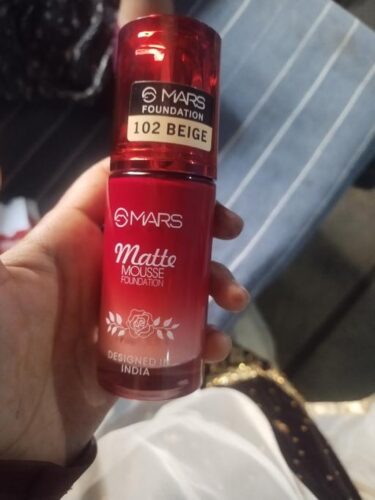 MARS
FOUNDATION
102 BEIGE
MARS
Matte
MOUSSE
FOUNDATION
DESIGNED IN
INDIA